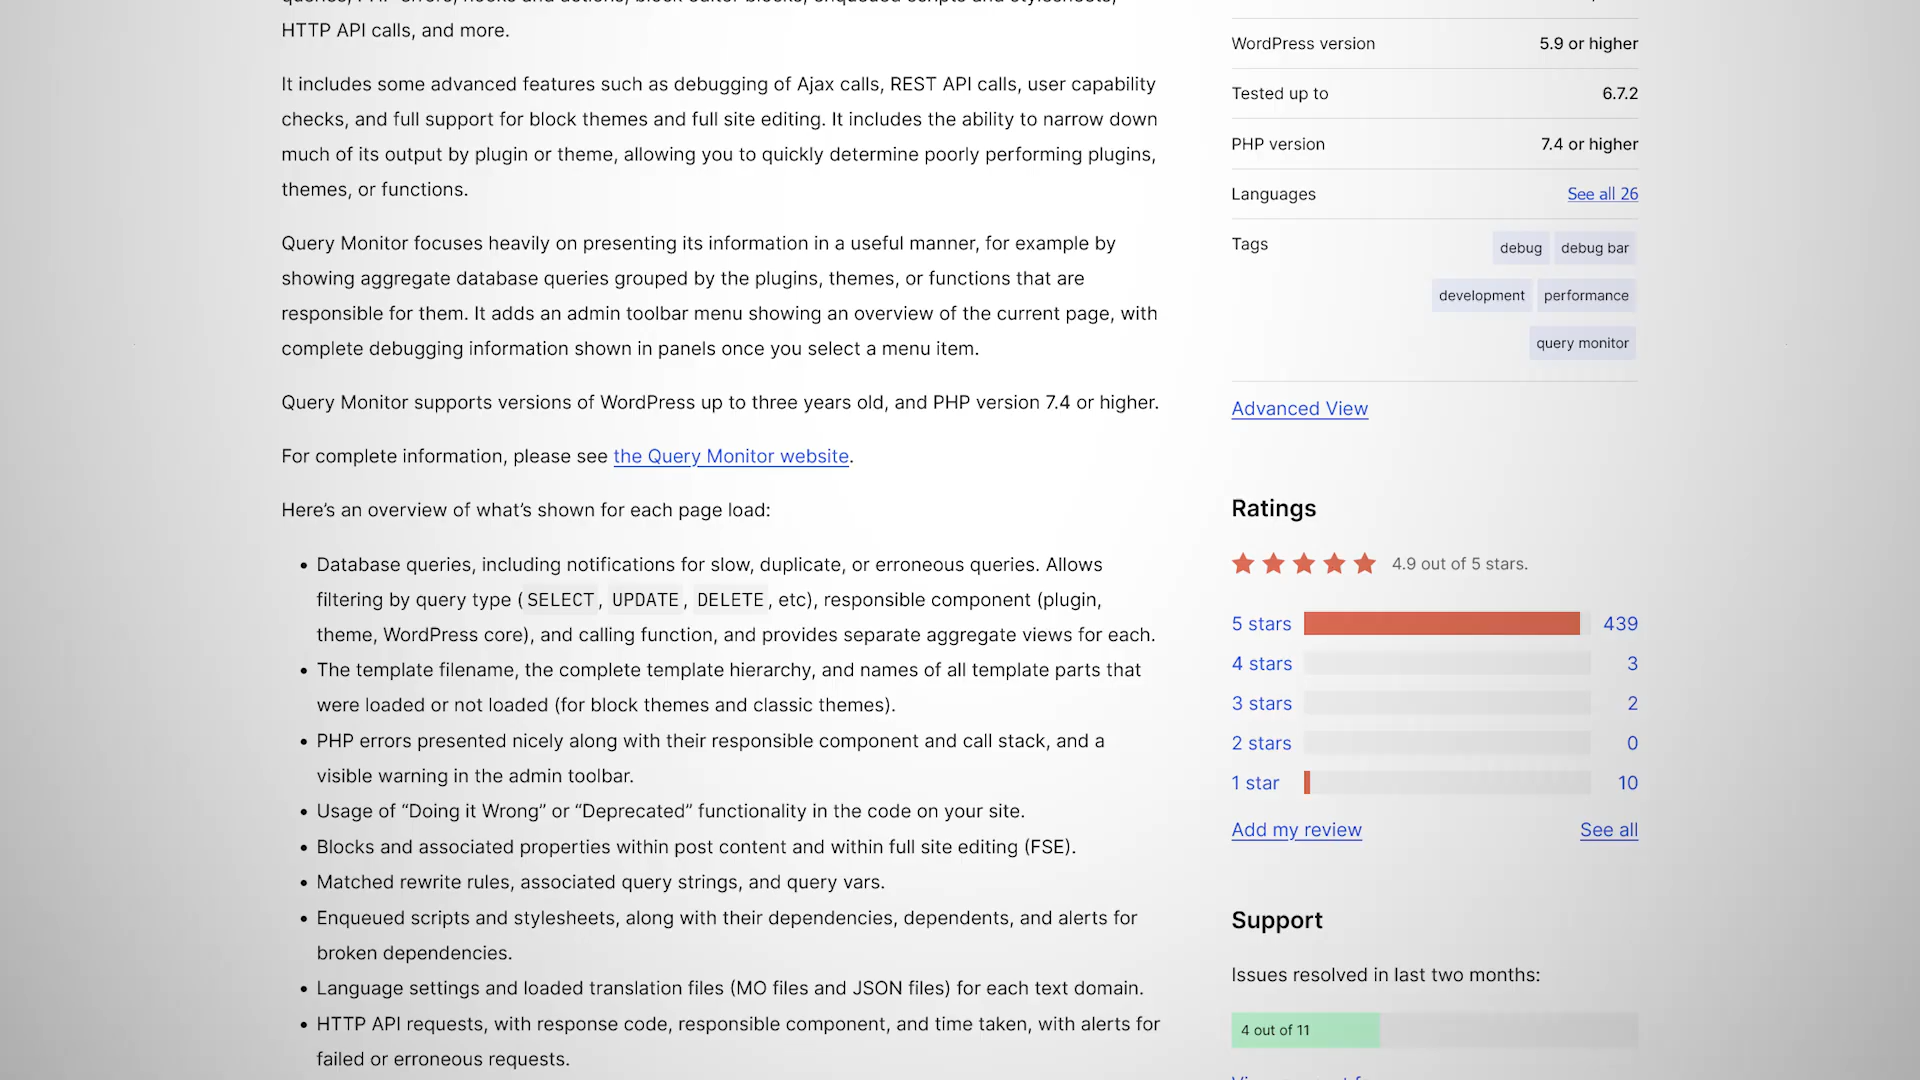 HTTP API calls, and more.
It includes some advanced features such as debugging of Ajax calls, REST API calls, user capability
checks, and full support for block themes and full site editing. It includes the ability to narrow down
much of its output by plugin or theme, allowing you to quickly determine poorly performing plugins,
themes, or functions.
Query Monitor focuses heavily on presenting its information in a useful manner, for example by
showing aggregate database queries grouped by the plugins, themes, or functions that are
responsible for them. It adds an admin toolbar menu showing an overview of the current page, with
complete debugging information shown in panels once you select a menu item.
Query Monitor supports versions of WordPress up to three years old, and PHP version 7.4 or higher.
For complete information, please see the Query Monitor website.
Here’s an overview of what’s shown for each page load:
• Database queries, including notifications for slow, duplicate, or erroneous queries. Allows
filtering by query type (SELECT, UPDATE, DELETE, etc), responsible component (plugin,
theme, WordPress core), and calling function, and provides separate aggregate views for each.
• The template filename, the complete template hierarchy, and names of all template parts that
were loaded or not loaded (for block themes and classic themes).
• PHP errors presented nicely along with their responsible component and call stack, and a
visible warning in the admin toolbar.
• Usage of “Doing it Wrong” or “Deprecated” functionality in the code on your site.
• Blocks and associated properties within post content and within full site editing (FSE).
• Matched rewrite rules, associated query strings, and query vars.
• Enqueued scripts and stylesheets, along with their dependencies, dependents, and alerts for
broken dependencies.
• Language settings and loaded translation files (MO files and JSON files) for each text domain.
• HTTP API requests, with response code, responsible component, and time taken, with alerts for
failed or erroneous requests.
WordPress version 5.9 or higher
Tested up to 6.7.2
PHP version 7.4 or higher
Languages See all 26
Tags debug debug bar
development performance
query monitor
Advanced View
Ratings
4.9 out of 5 stars.
5 stars 439
4 stars 3
3 stars 2
2 stars 0
1 star 10
Add my review See all
Support
Issues resolved in last two months:
4 out of 11